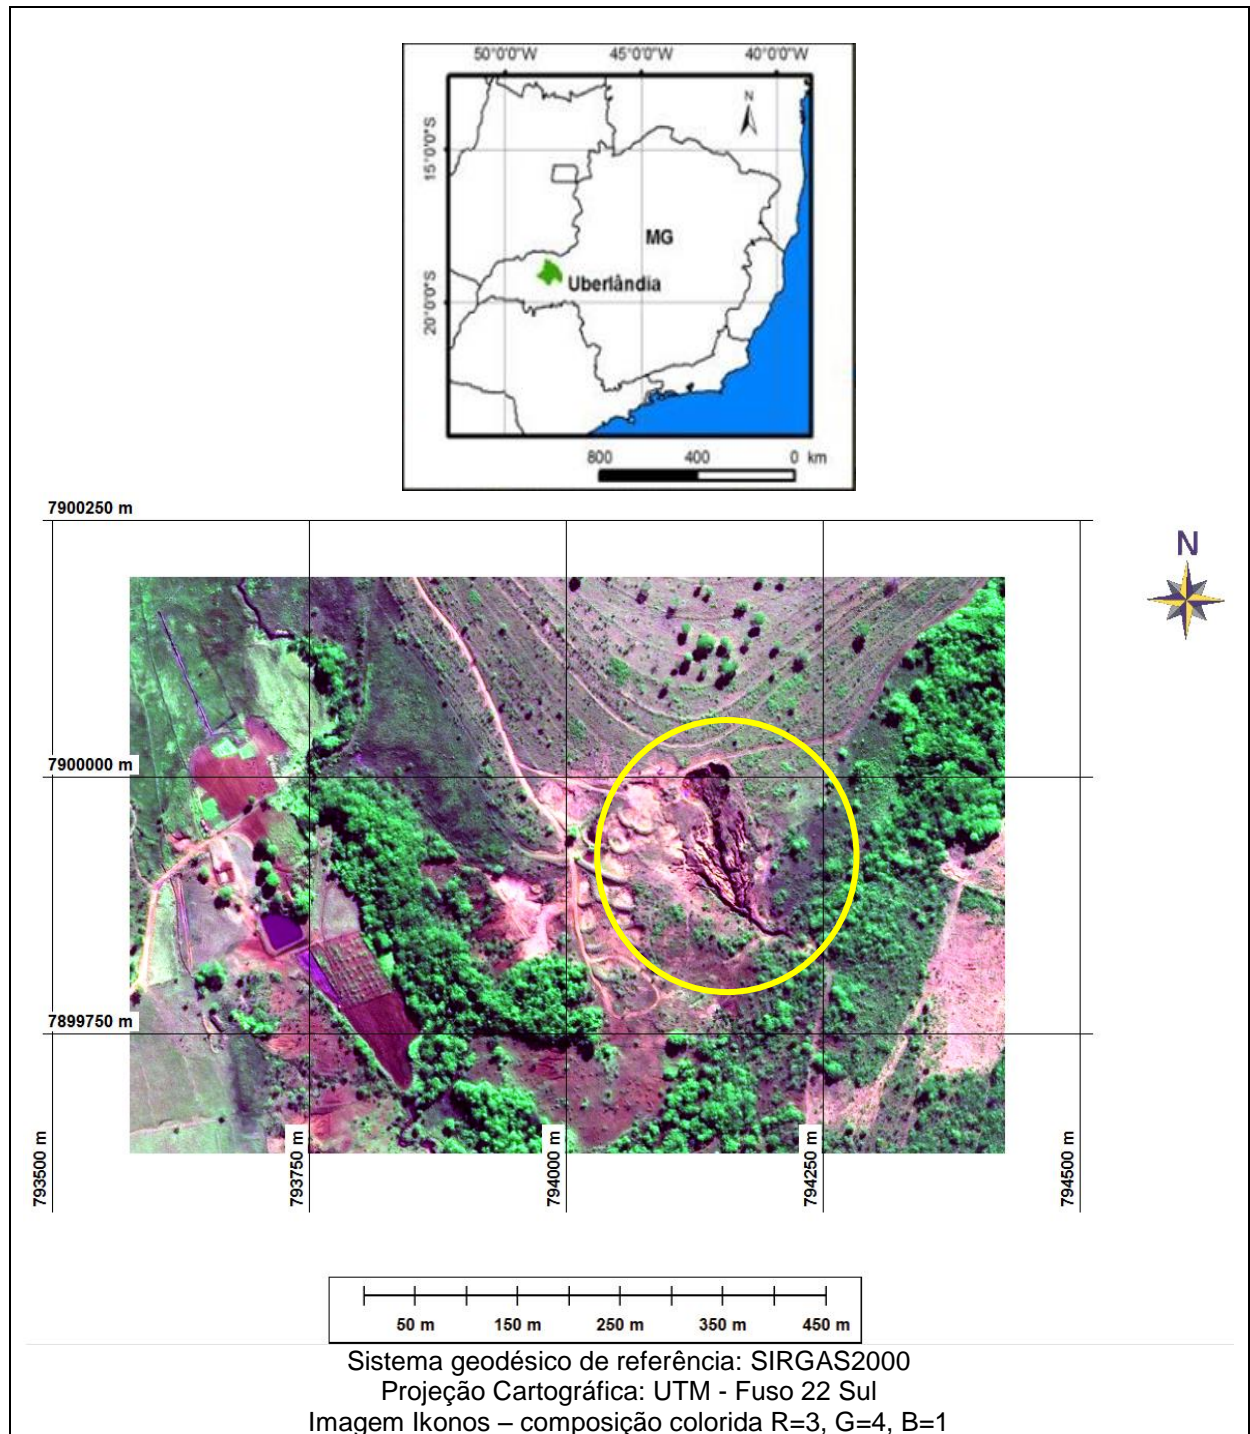 50°0'0"W 45°0'0"W 40°0'0"W
N
15°0'0"S
MG
Uberlândia
20°0'0"S
800 400 0 km
7900250 m
N
7900000 m
7899750 m
793500 m 793750 m 794000 m 794250 m 794500 m
50 m 150 m 250 m 350 m 450 m
Sistema geodésico de referência: SIRGAS2000
Projeção Cartográfica: UTM - Fuso 22 Sul
Imagem Ikonos – composição colorida R=3, G=4, B=1